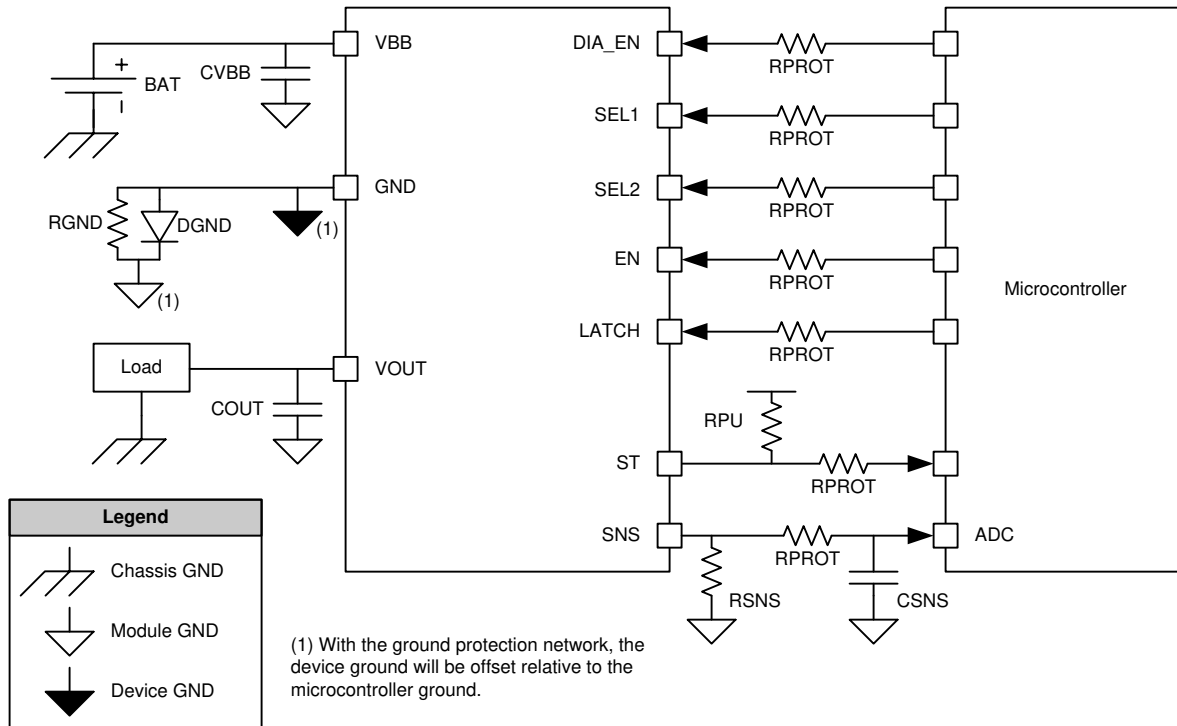 VBB
DIA_EN
+
BAT
CVBB
RPROT
SEL1
RPROT
GND
SEL2
RGND
DGND
(1)
RPROT
(1)
EN
RPROT
Microcontroller
LATCH
RPROT
Load
VOUT
COUT
RPU
ST
RPROT
SNS
ADC
RPROT
RSNS
CSNS
Legend
Chassis GND
Module GND
Device GND
(1) With the ground protection network, the
device ground will be offset relative to the
microcontroller ground.